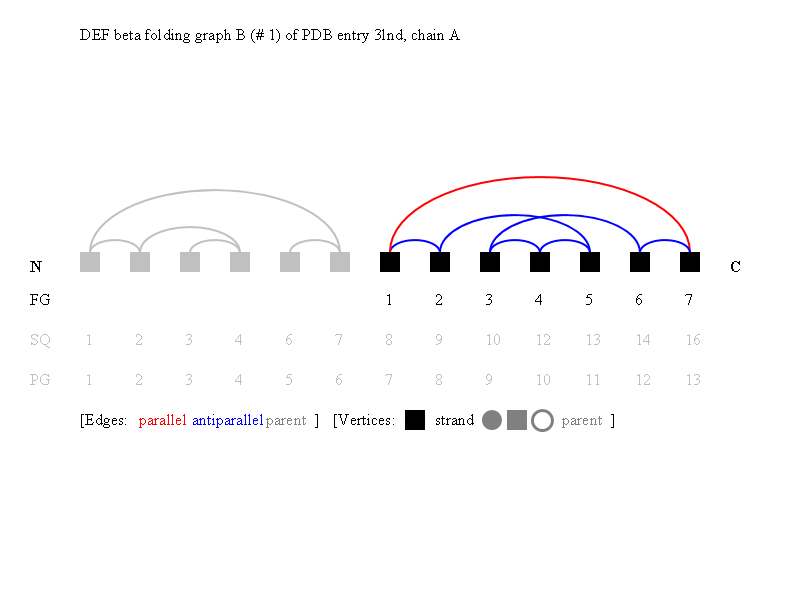 DEF beta folding graph B (# 1) of PDB entry 3lnd, chain A
N C
FG 1 2 3 4 5 6 7
SQ 1 2 3 4 6 7 8 9 10 12 13 14 16
PG 1 2 3 4 5 6 7 8 9 10 11 12 13
[Edges: parallel antiparallel parent ] [Vertices: strand parent ]